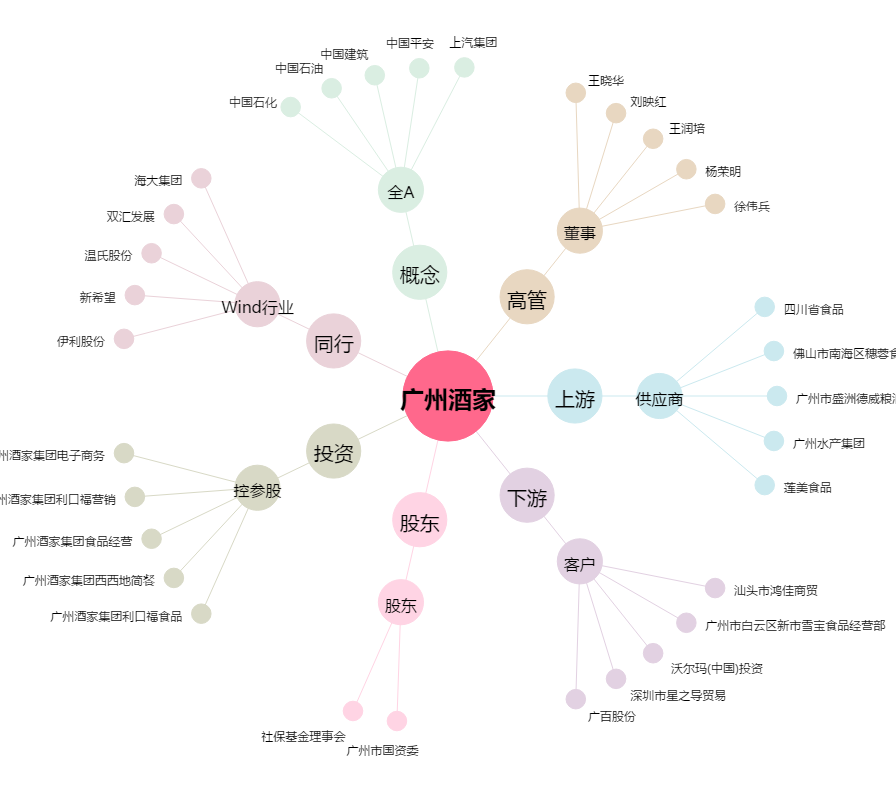 上汽集团
中国平安
中国建筑
中国石油
中国石化
全A
概念
王晓华
刘映红
王润培
杨荣明
徐伟兵
董事
高管
海大集团
双汇发展
温氏股份
新希望
伊利股份
Wind行业
同行
广州酒家
四川省食品
佛山市南海区穗蓉食
广州市盛洲德威粮油
广州水产集团
莲美食品
供应商
上游
投资
控参股
州酒家集团电子商务
州酒家集团利口福营销
广州酒家集团食品经营
广州酒家集团西西地简餐
广州酒家集团利口福食品
股东
股东
社保基金理事会
广州市国资委
下游
客户
汕头市鸿佳商贸
广州市白云区新市雪宝食品经营部
沃尔玛(中国)投资
深圳市星之导贸易
广百股份